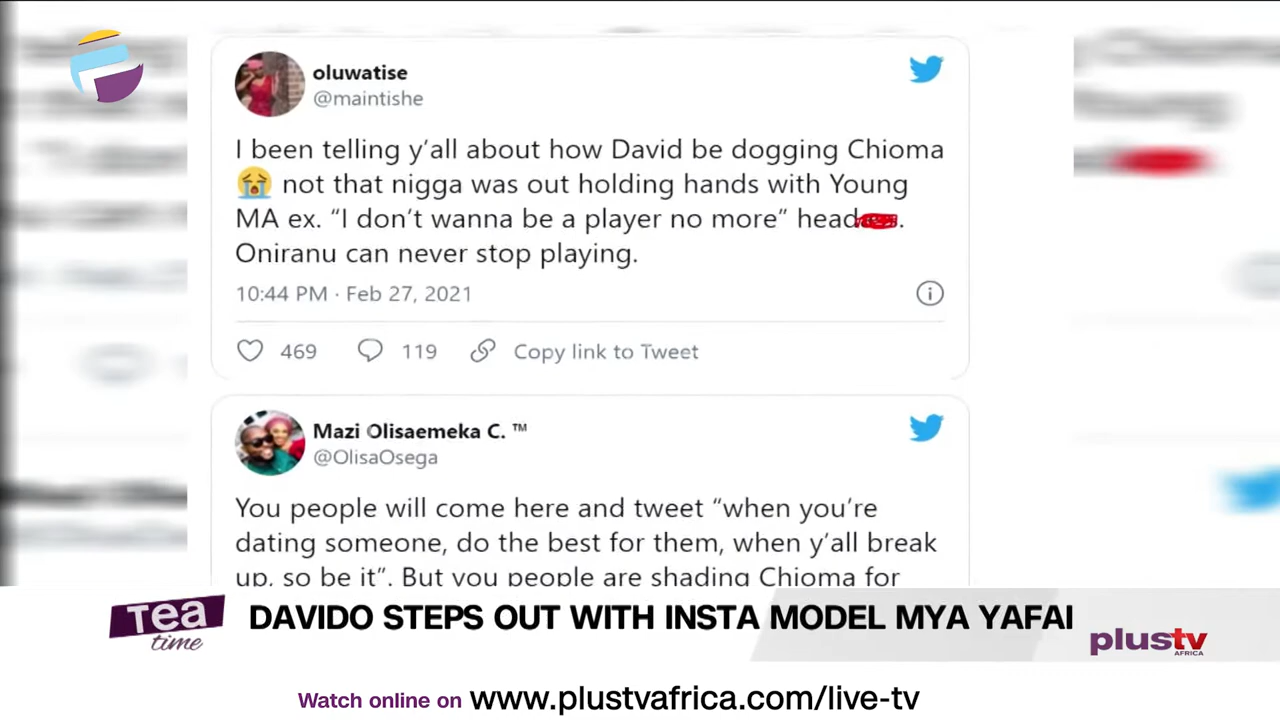 oluwatise
@maintishe
I been telling y'all about how David be dogging Chioma
😭 not that nigga was out holding hands with Young
MA ex. “I don't wanna be a player no more” head
Oniranu can never stop playing.
10:44 PM · Feb 27, 2021
469 119 Copy link to Tweet
Mazi Olisaemeka C. ™
@OlisaOsega
You people will come here and tweet “when you're
dating someone, do the best for them, when y'all break
up, so be it”. But you people are shading Chioma for
Tea time
DAVIDO STEPS OUT WITH INSTA MODEL MYA YAFAI
plustv
AFRICA
Watch online on www.plustvafrica.com/live-tv